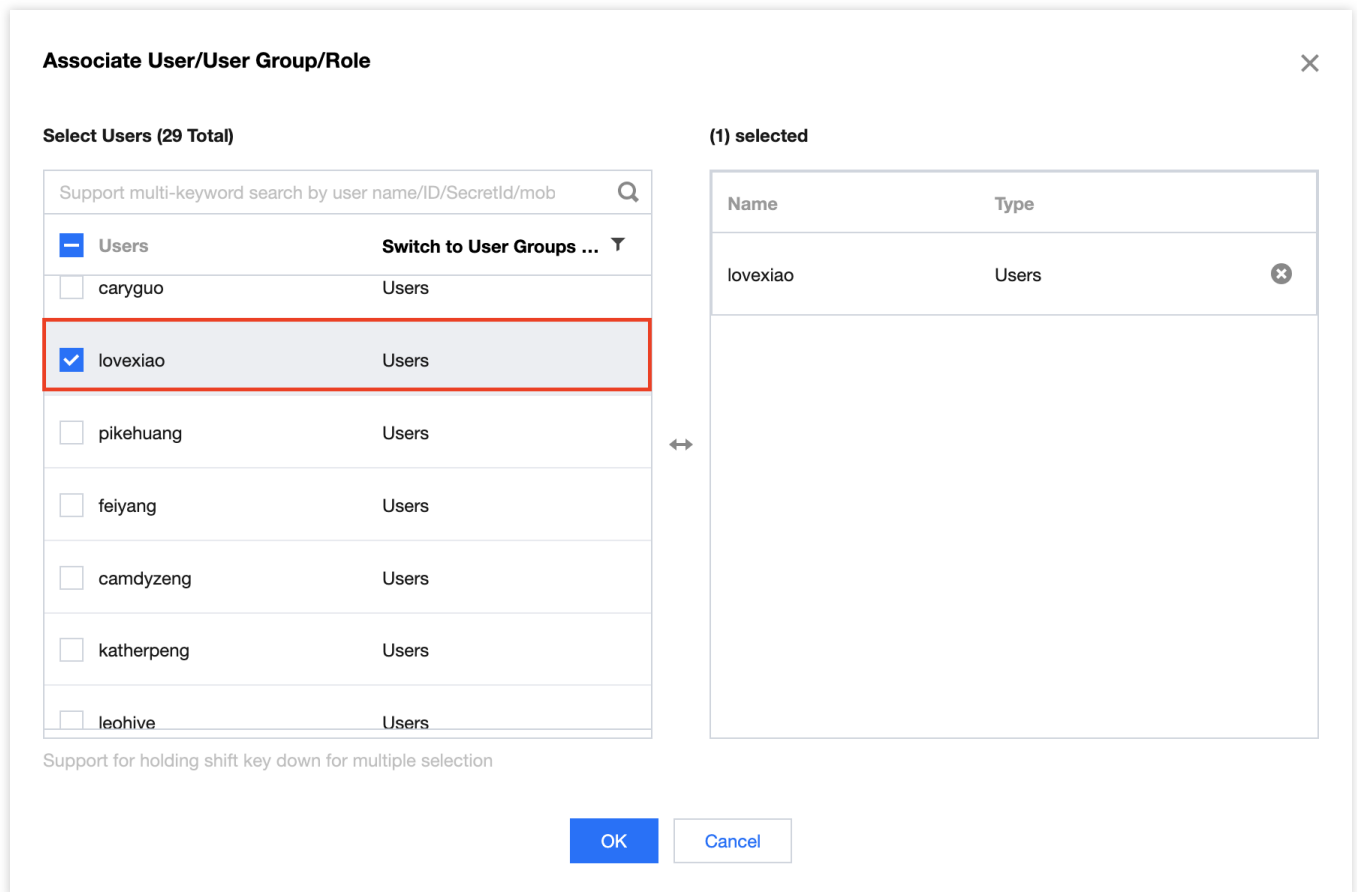 Associate User/User Group/Role
Select Users (29 Total)
(1) selected
Support multi-keyword search by user name/ID/SecretId/mob
Users Switch to User Groups ...
caryguo Users
lovexiao Users
pikehuang Users
feiyang Users
camdyzeng Users
katherpeng Users
leohive Users
Name Type
lovexiao Users
Support for holding shift key down for multiple selection
OK Cancel